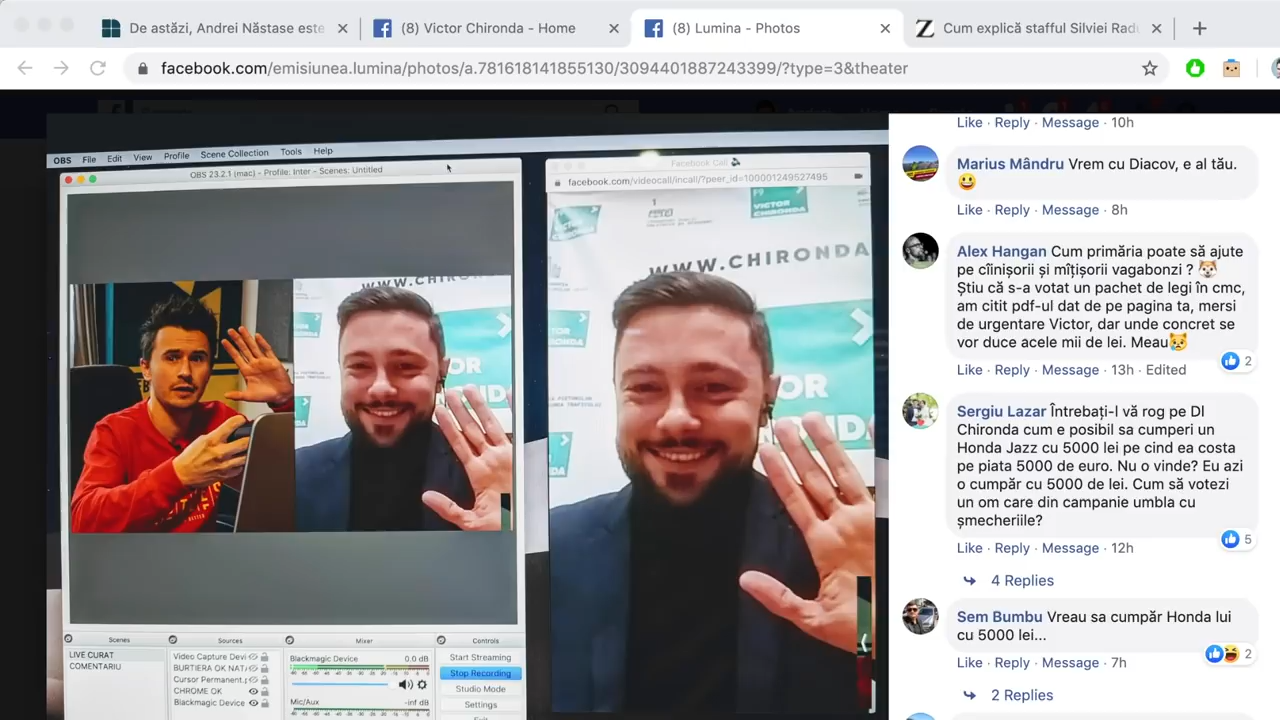 De astăzi, Andrei Năstase este
(8) Victor Chironda - Home
(8) Lumina - Photos
Cum explică stafful Silviei Radu
facebook.com/emisiunea.lumina/photos/a.781618141855130/3094401887243399/?type=3&theater
OBS File Edit View Profile Scene Collection Tools Help
OBS 23.2.1 (mac) - Profile: Inter - Scenes: Untitled
Facebook Call
facebook.com/videocall/incall/?peer_id=100001249527495
VICTOR
CHIRONDA
WWW.CHIRONDA
WWW.CHIRONDA
Scenes
LIVE CURAT
COMENTARIU
Sources
Video Capture Devi
BURTIERA OK NAT
Cursor Permanent.
CHROME OK
Blackmagic Device
Mixer
Blackmagic Device 0.0 dB
Mic/Aux -inf dB
Controls
Start Streaming
Stop Recording
Studio Mode
Settings
Exit
Like · Reply · Message · 10h
Marius Mândru Vrem cu Diacov, e al tău.
😀
Like · Reply · Message · 8h
Alex Hangan Cum primăria poate să ajute
pe cîinișorii și mîțișorii vagabonzi ? 🐶
Știu că s-a votat un pachet de legi în cmc,
am citit pdf-ul dat de pe pagina ta, mersi
de urgentare Victor, dar unde concret se
vor duce acele mii de lei. Meau😿
2
Like · Reply · Message · 13h · Edited
Sergiu Lazar Întrebați-l vă rog pe Dl
Chironda cum e posibil sa cumperi un
Honda Jazz cu 5000 lei pe cind ea costa
pe piata 5000 de euro. Nu o vinde? Eu azi
o cumpăr cu 5000 de lei. Cum să votezi
un om care din campanie umbla cu
șmecheriile?
5
Like · Reply · Message · 12h
4 Replies
Sem Bumbu Vreau sa cumpăr Honda lui
cu 5000 lei...
2
Like · Reply · Message · 7h
2 Replies